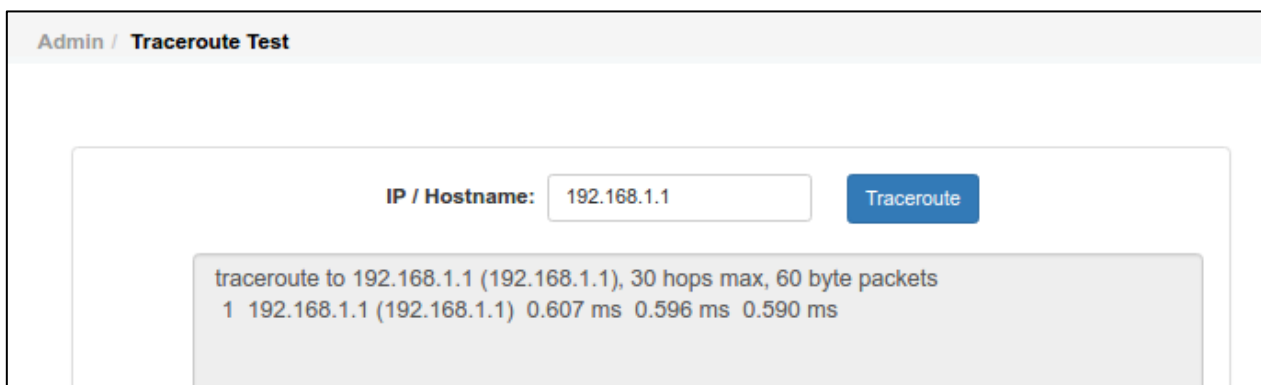 Admin / Traceroute Test
IP / Hostname: 192.168.1.1 Traceroute
traceroute to 192.168.1.1 (192.168.1.1), 30 hops max, 60 byte packets
1 192.168.1.1 (192.168.1.1) 0.607 ms 0.596 ms 0.590 ms